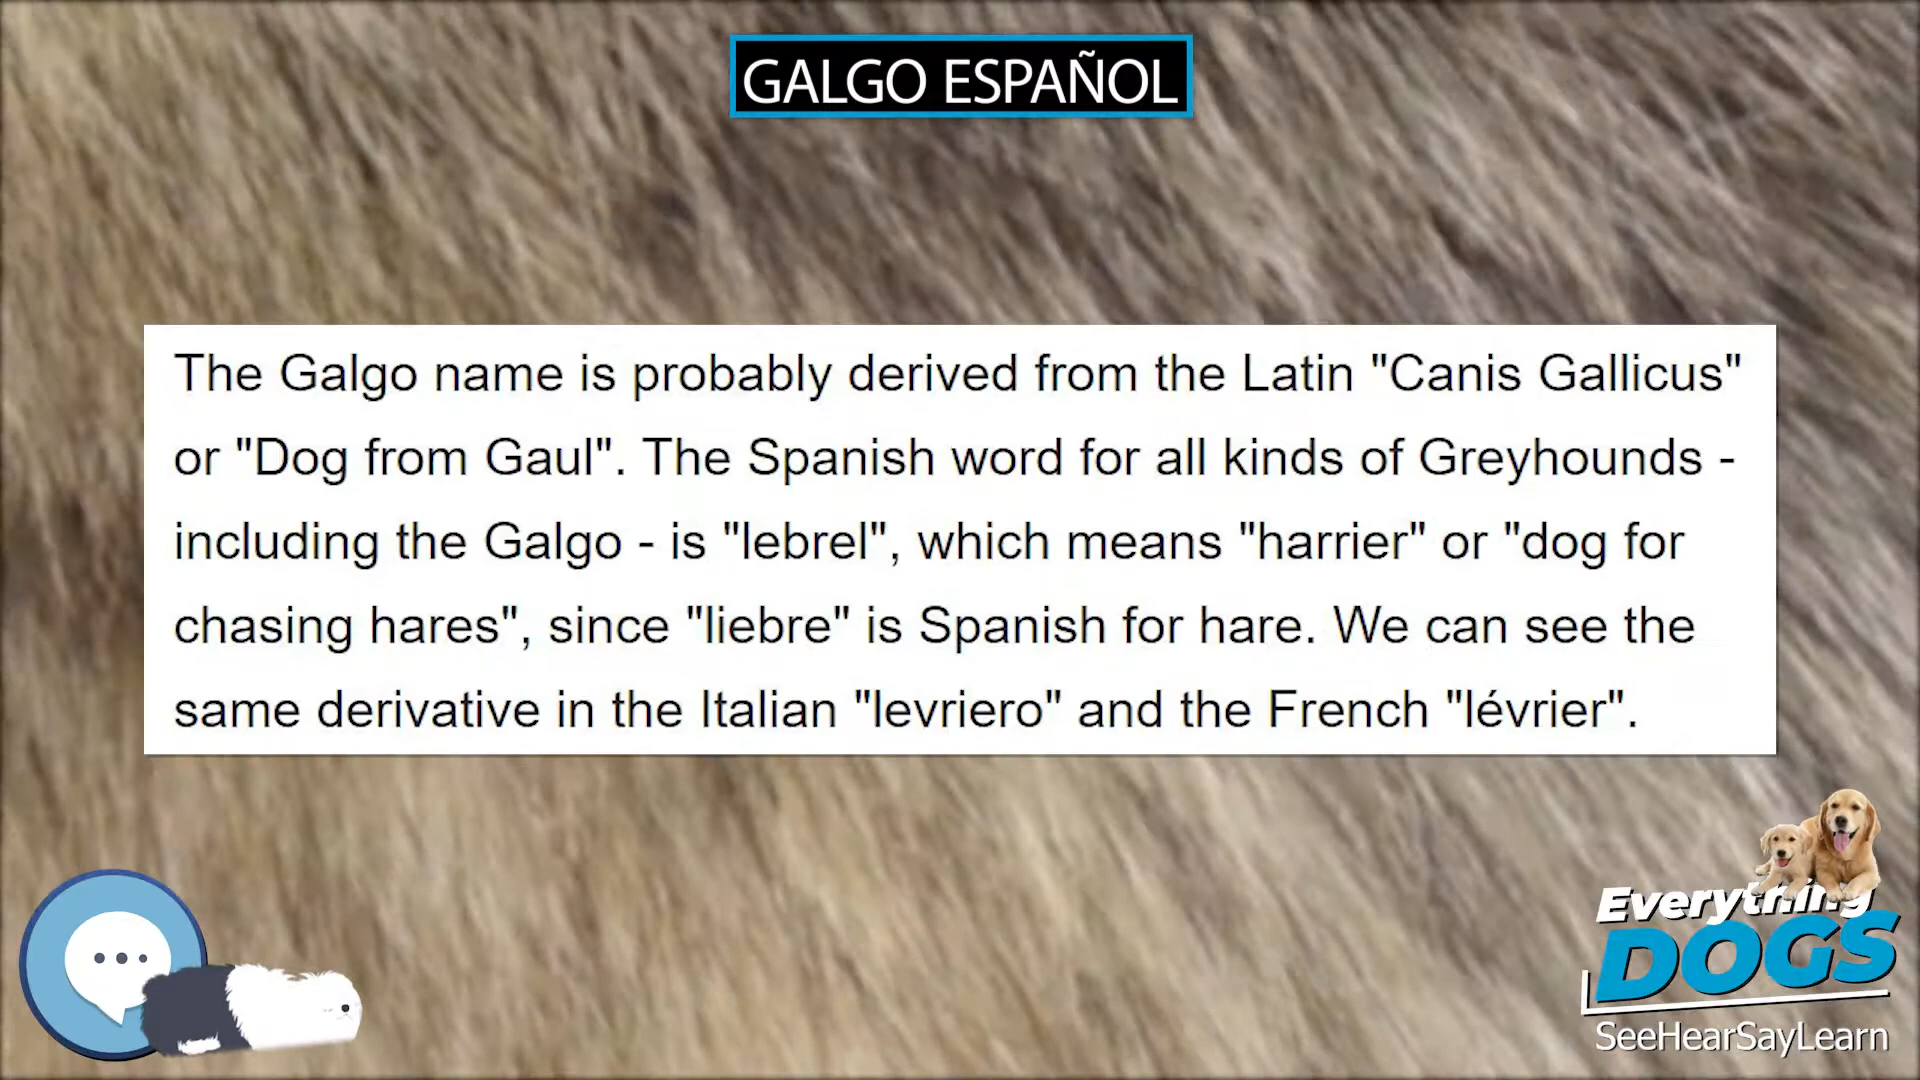 GALGO ESPAÑOL
The Galgo name is probably derived from the Latin "Canis Gallicus"
or "Dog from Gaul". The Spanish word for all kinds of Greyhounds -
including the Galgo - is "lebrel", which means "harrier" or "dog for
chasing hares", since "liebre" is Spanish for hare. We can see the
same derivative in the Italian "levriero" and the French "lévrier".
Everything
DOGS
SeeHearSayLearn